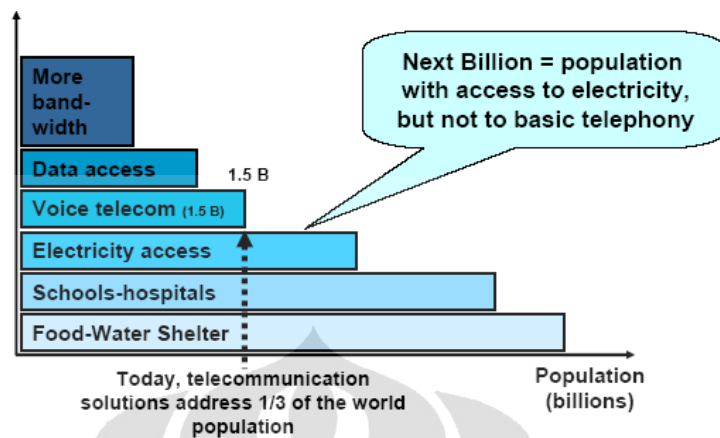 More
band-
width
Next Billion = population
with access to electricity,
but not to basic telephony
Data access
1.5 B
Voice telecom (1.5 B)
Electricity access
Schools-hospitals
Food-Water Shelter
Today, telecommunication
solutions address 1/3 of the world
population
Population
(billions)